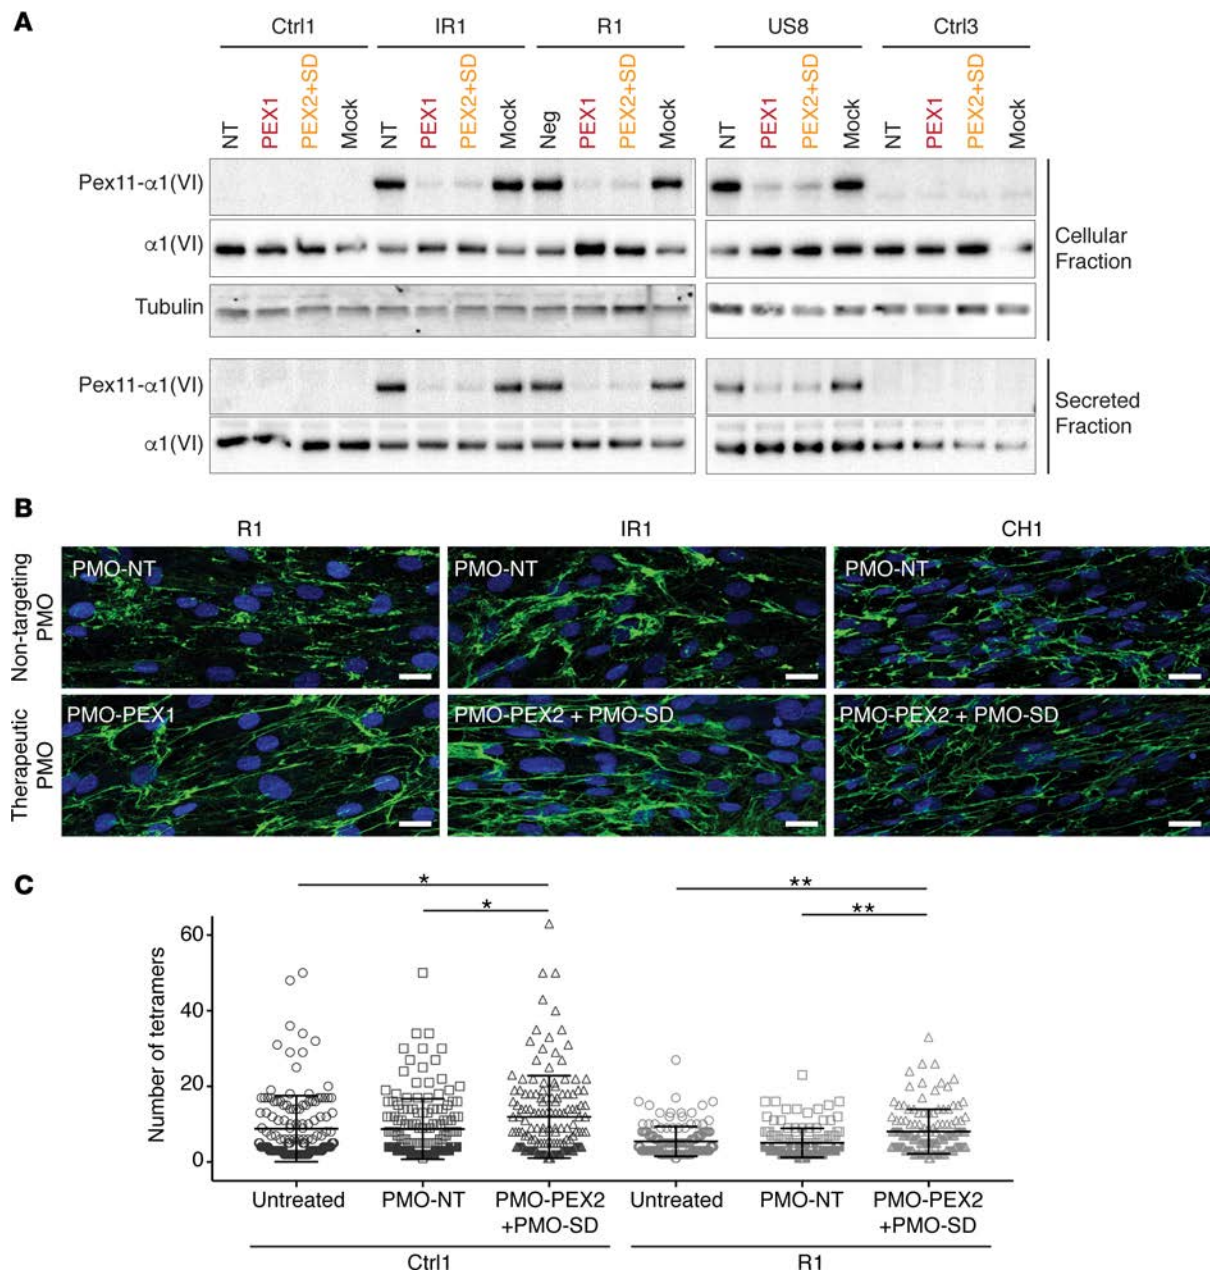 A
Ctrl1 IR1 R1 US8 Ctrl3
NT PEX1 PEX2+SD Mock NT PEX1 PEX2+SD Mock Neg PEX1 PEX2+SD Mock NT PEX1 PEX2+SD Mock NT PEX1 PEX2+SD Mock
Pex11-α1(VI)
α1(VI)
Tubulin
Cellular
Fraction
Pex11-α1(VI)
α1(VI)
Secreted
Fraction
B
R1 IR1 CH1
Non-targeting
PMO
PMO-NT PMO-NT PMO-NT
Therapeutic
PMO
PMO-PEX1 PMO-PEX2 + PMO-SD PMO-PEX2 + PMO-SD
C
* **
* **
Number of tetramers
60
40
20
0
Untreated PMO-NT PMO-PEX2 Untreated PMO-NT PMO-PEX2
+PMO-SD +PMO-SD
Ctrl1 R1